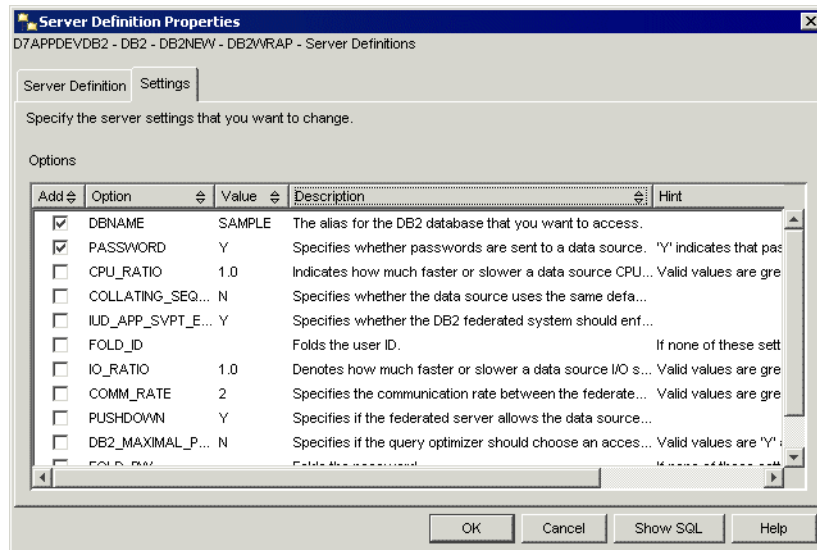 Server Definition Properties
D7APPDEVDB2 - DB2 - DB2NEW - DB2WRAP - Server Definitions
Server Definition Settings
Specify the server settings that you want to change.
Options
Add Option Value Description Hint
DBNAME SAMPLE The alias for the DB2 database that you want to access.
PASSWORD Y Specifies whether passwords are sent to a data source. 'Y' indicates that pas
CPU_RATIO 1.0 Indicates how much faster or slower a data source CPU... Valid values are gre
COLLATING_SEQ... N Specifies whether the data source uses the same defa...
IUD_APP_SVPT_E... Y Specifies whether the DB2 federated system should enf...
FOLD_ID Folds the user ID. If none of these sett
IO_RATIO 1.0 Denotes how much faster or slower a data source I/O s... Valid values are gre
COMM_RATE 2 Specifies the communication rate between the federate... Valid values are gre
PUSHDOWN Y Specifies if the federated server allows the data source...
DB2_MAXIMAL_P... N Specifies if the query optimizer should choose an acces... Valid values are 'Y'
OK Cancel Show SQL Help